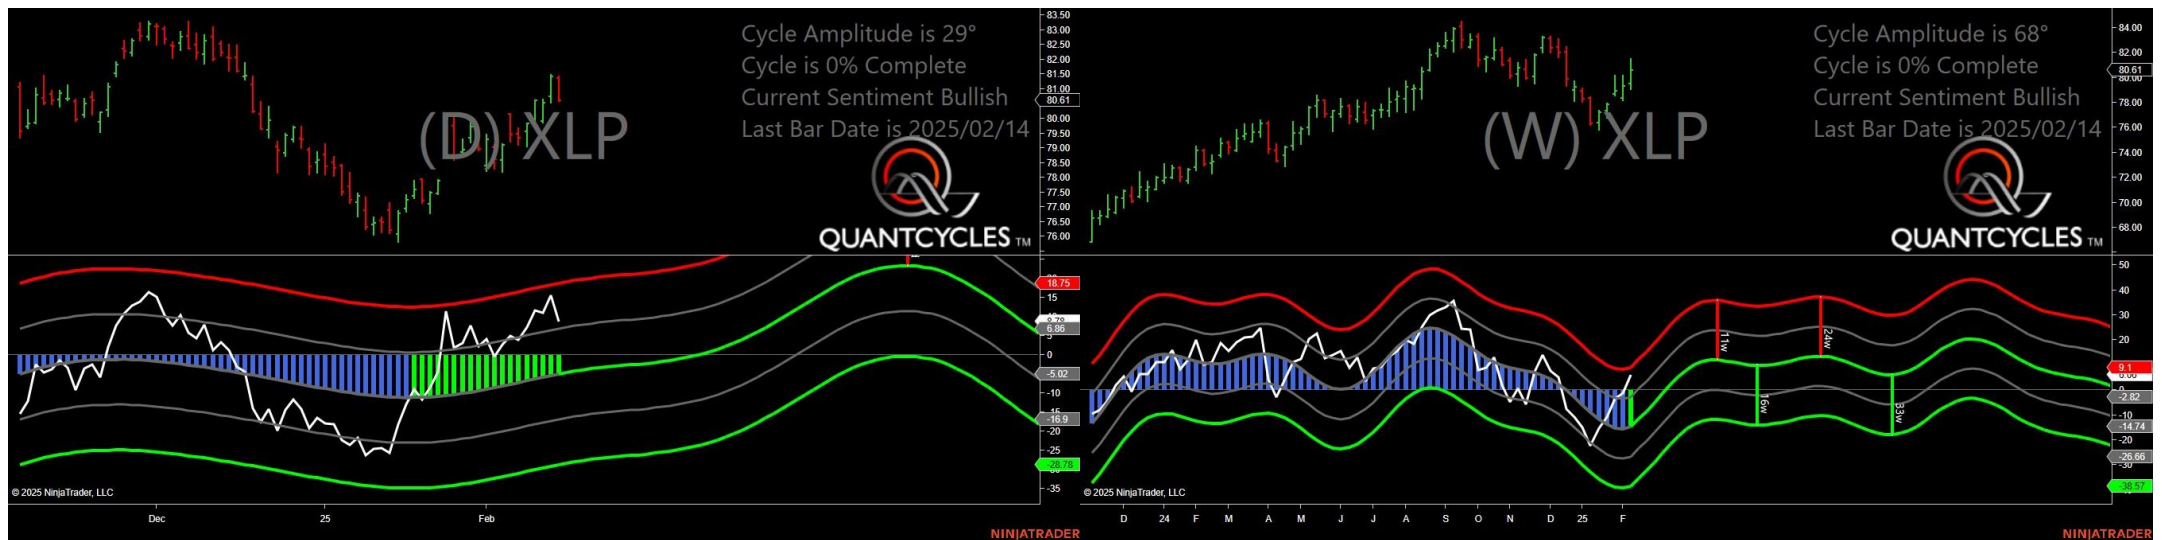 Cycle Amplitude is 29°
Cycle is 0% Complete
Current Sentiment Bullish
Last Bar Date is 2025/02/14
(D) XLP
QUANTCYCLES TM
83.50
83.00
82.50
82.00
81.50
80.61
80.00
79.50
79.00
78.50
78.00
77.50
77.00
76.50
76.00
18.75
15
6.86
5
0
-5.02
-10
-16.9
-20
-25
-28.78
-35
© 2025 NinjaTrader, LLC
Dec
25
Feb
NINJATRADER
Cycle Amplitude is 68°
Cycle is 0% Complete
Current Sentiment Bullish
Last Bar Date is 2025/02/14
(W) XLP
QUANTCYCLES TM
84.00
82.00
80.61
80.00
78.00
76.00
74.00
72.00
70.00
68.00
50
40
30
20
9.1
0
-2.82
-10
-14.74
-20
-26.66
-30
-38.57
11w
16w
24w
33w
© 2025 NinjaTrader, LLC
D
24
F
M
A
M
J
J
A
S
O
N
D
25
F
NINJATRADER